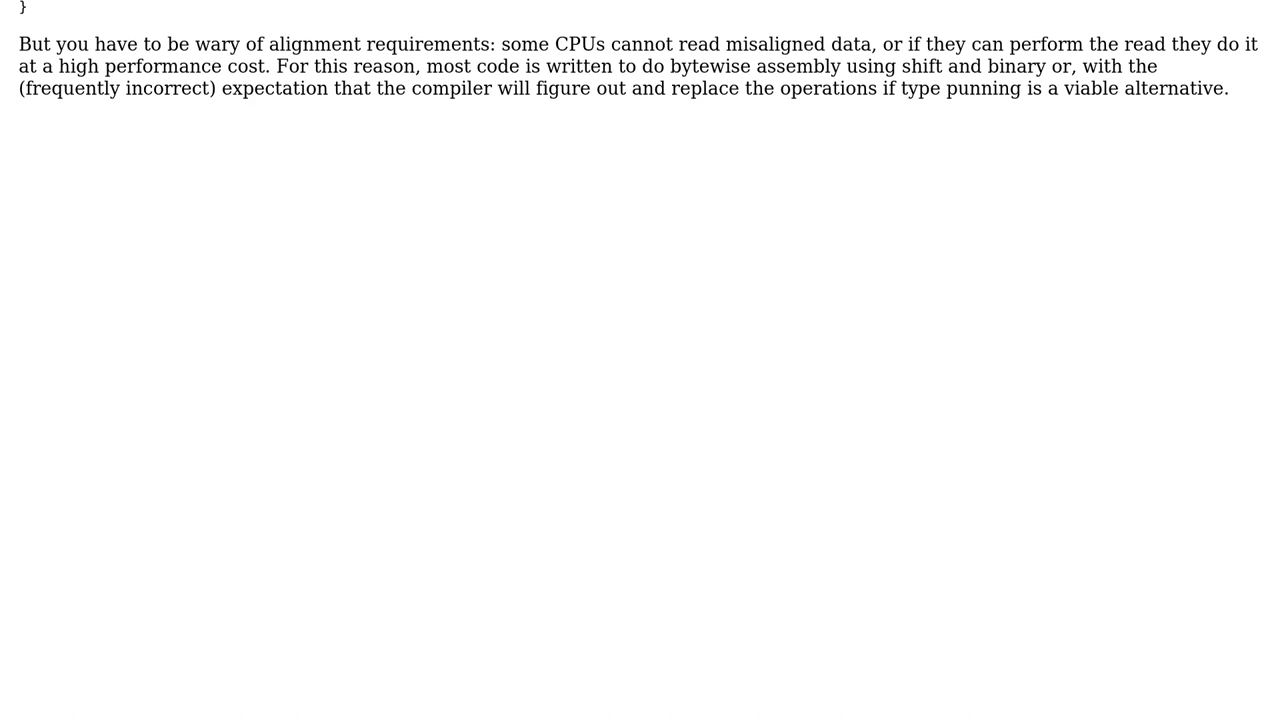 }
But you have to be wary of alignment requirements: some CPUs cannot read misaligned data, or if they can perform the read they do it
at a high performance cost. For this reason, most code is written to do bytewise assembly using shift and binary or, with the
(frequently incorrect) expectation that the compiler will figure out and replace the operations if type punning is a viable alternative.